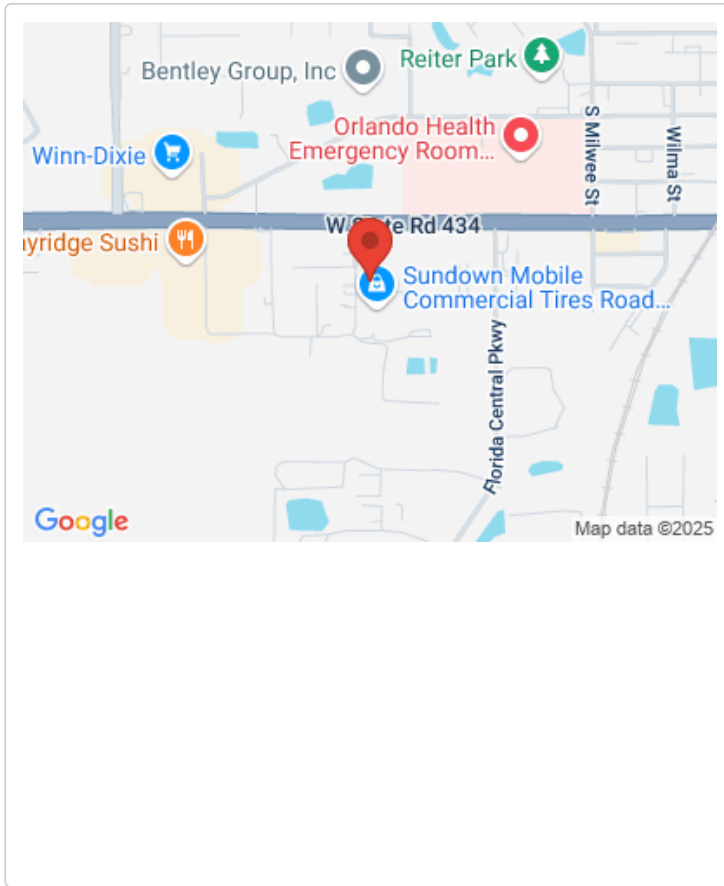 Reiter Park
Bentley Group, Inc
Orlando Health
Emergency Room...
S Milwee St
Wilma St
Winn-Dixie
W State Rd 434
yridge Sushi
Sundown Mobile
Commercial Tires Road...
Florida Central Pkwy
Google
Map data ©2025